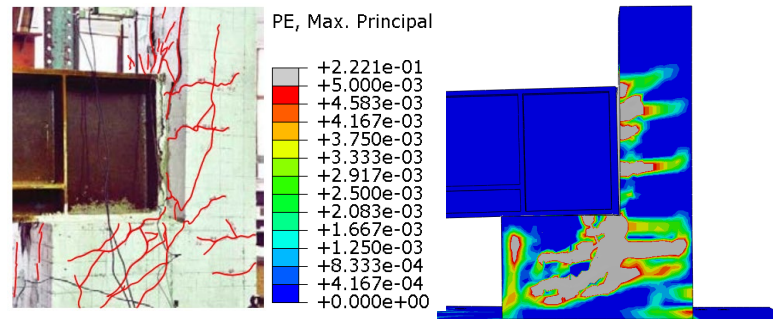 PE, Max. Principal
+2.221e-01
+5.000e-03
+4.583e-03
+4.167e-03
+3.750e-03
+3.333e-03
+2.917e-03
+2.500e-03
+2.083e-03
+1.667e-03
+1.250e-03
+8.333e-04
+4.167e-04
+0.000e+00